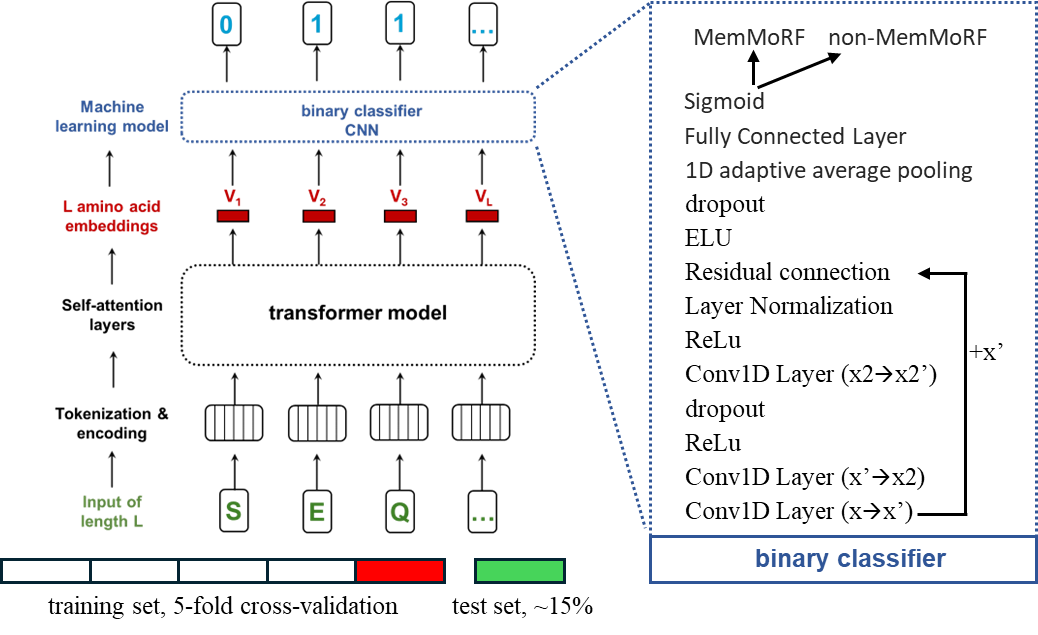 0
1
1
...
Machine
learning model
binary classifier
CNN
L amino acid
embeddings
V1
V2
V3
VL
Self-attention
layers
transformer model
Tokenization &
encoding
Input of
length L
S
E
Q
...
training set, 5-fold cross-validation
test set, ~15%
MemMoRF
non-MemMoRF
Sigmoid
Fully Connected Layer
1D adaptive average pooling
dropout
ELU
Residual connection
Layer Normalization
ReLu
+x’
Conv1D Layer (x2→x2’)
dropout
ReLu
Conv1D Layer (x’→x2)
Conv1D Layer (x→x’)
binary classifier